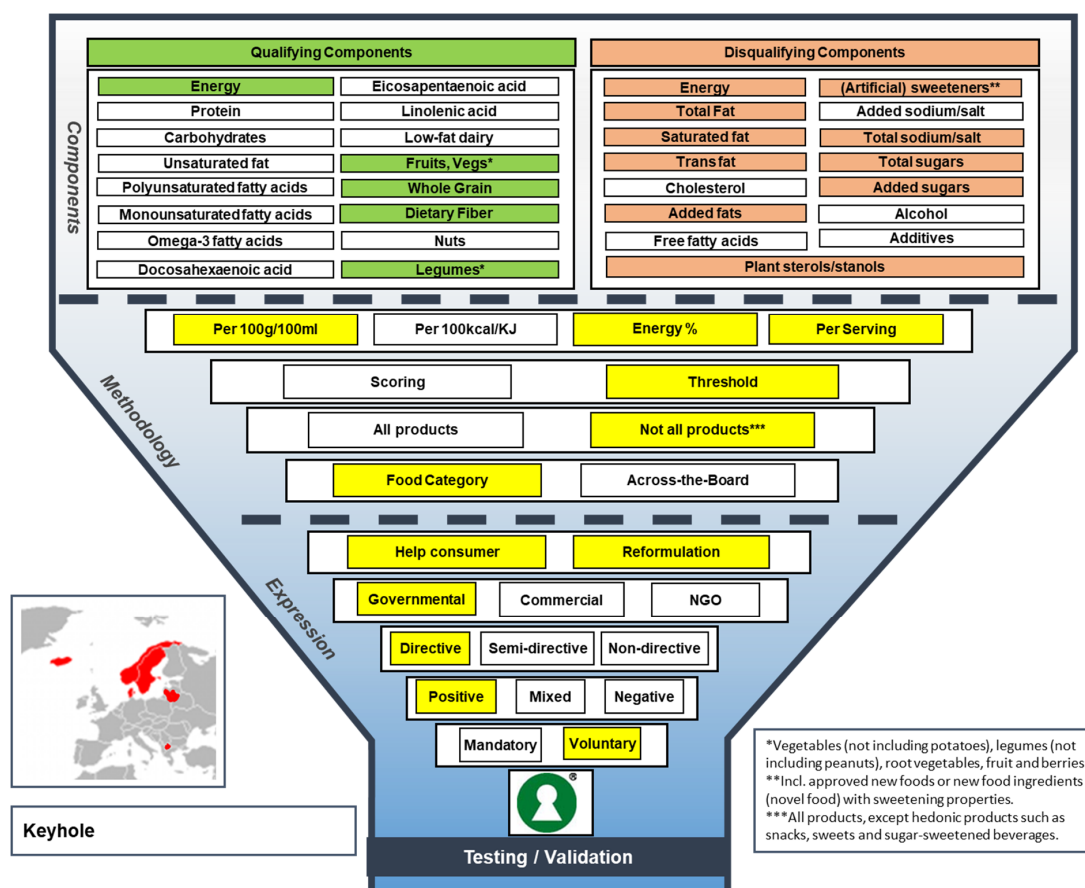 Qualifying Components
Disqualifying Components
Components
Energy
Eicosapentaenoic acid
Protein
Linolenic acid
Carbohydrates
Low-fat dairy
Unsaturated fat
Fruits, Vegs*
Polyunsaturated fatty acids
Whole Grain
Monounsaturated fatty acids
Dietary Fiber
Omega-3 fatty acids
Nuts
Docosahexaenoic acid
Legumes*
Energy
(Artificial) sweeteners**
Total Fat
Added sodium/salt
Saturated fat
Total sodium/salt
Trans fat
Total sugars
Cholesterol
Added sugars
Added fats
Alcohol
Free fatty acids
Additives
Plant sterols/stanols
Methodology
Per 100g/100ml
Per 100kcal/KJ
Energy %
Per Serving
Scoring
Threshold
All products
Not all products***
Food Category
Across-the-Board
Expression
Help consumer
Reformulation
Governmental
Commercial
NGO
Directive
Semi-directive
Non-directive
Positive
Mixed
Negative
Mandatory
Voluntary
®
Testing / Validation
Keyhole
*Vegetables (not including potatoes), legumes (not
including peanuts), root vegetables, fruit and berries
**Incl. approved new foods or new food ingredients
(novel food) with sweetening properties.
***All products, except hedonic products such as
snacks, sweets and sugar-sweetened beverages.